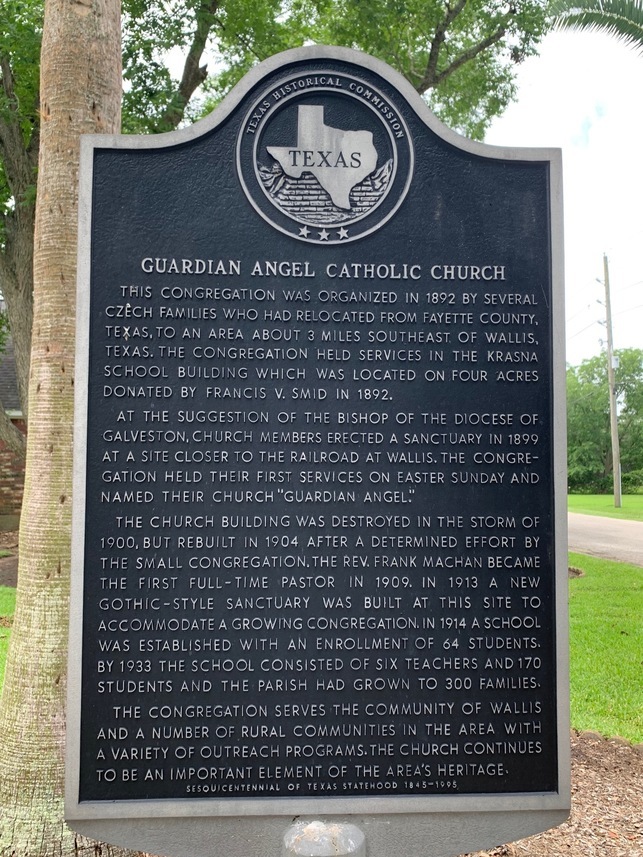 TEXAS HISTORICAL COMMISSION
TEXAS
GUARDIAN ANGEL CATHOLIC CHURCH
THIS CONGREGATION WAS ORGANIZED IN 1892 BY SEVERAL
CZECH FAMILIES WHO HAD RELOCATED FROM FAYETTE COUNTY,
TEXAS, TO AN AREA ABOUT 3 MILES SOUTHEAST OF WALLIS,
TEXAS. THE CONGREGATION HELD SERVICES IN THE KRASNA
SCHOOL BUILDING WHICH WAS LOCATED ON FOUR ACRES
DONATED BY FRANCIS V. SMID IN 1892.
AT THE SUGGESTION OF THE BISHOP OF THE DIOCESE OF
GALVESTON, CHURCH MEMBERS ERECTED A SANCTUARY IN 1899
AT A SITE CLOSER TO THE RAILROAD AT WALLIS. THE CONGRE-
GATION HELD THEIR FIRST SERVICES ON EASTER SUNDAY AND
NAMED THEIR CHURCH "GUARDIAN ANGEL."
THE CHURCH BUILDING WAS DESTROYED IN THE STORM OF
1900, BUT REBUILT IN 1904 AFTER A DETERMINED EFFORT BY
THE SMALL CONGREGATION. THE REV. FRANK MACHAN BECAME
THE FIRST FULL-TIME PASTOR IN 1909. IN 1913 A NEW
GOTHIC-STYLE SANCTUARY WAS BUILT AT THIS SITE TO
ACCOMMODATE A GROWING CONGREGATION. IN 1914 A SCHOOL
WAS ESTABLISHED WITH AN ENROLLMENT OF 64 STUDENTS.
BY 1933 THE SCHOOL CONSISTED OF SIX TEACHERS AND 170
STUDENTS AND THE PARISH HAD GROWN TO 300 FAMILIES.
THE CONGREGATION SERVES THE COMMUNITY OF WALLIS
AND A NUMBER OF RURAL COMMUNITIES IN THE AREA WITH
A VARIETY OF OUTREACH PROGRAMS. THE CHURCH CONTINUES
TO BE AN IMPORTANT ELEMENT OF THE AREA'S HERITAGE.
SESQUICENTENNIAL OF TEXAS STATEHOOD 1845-1995